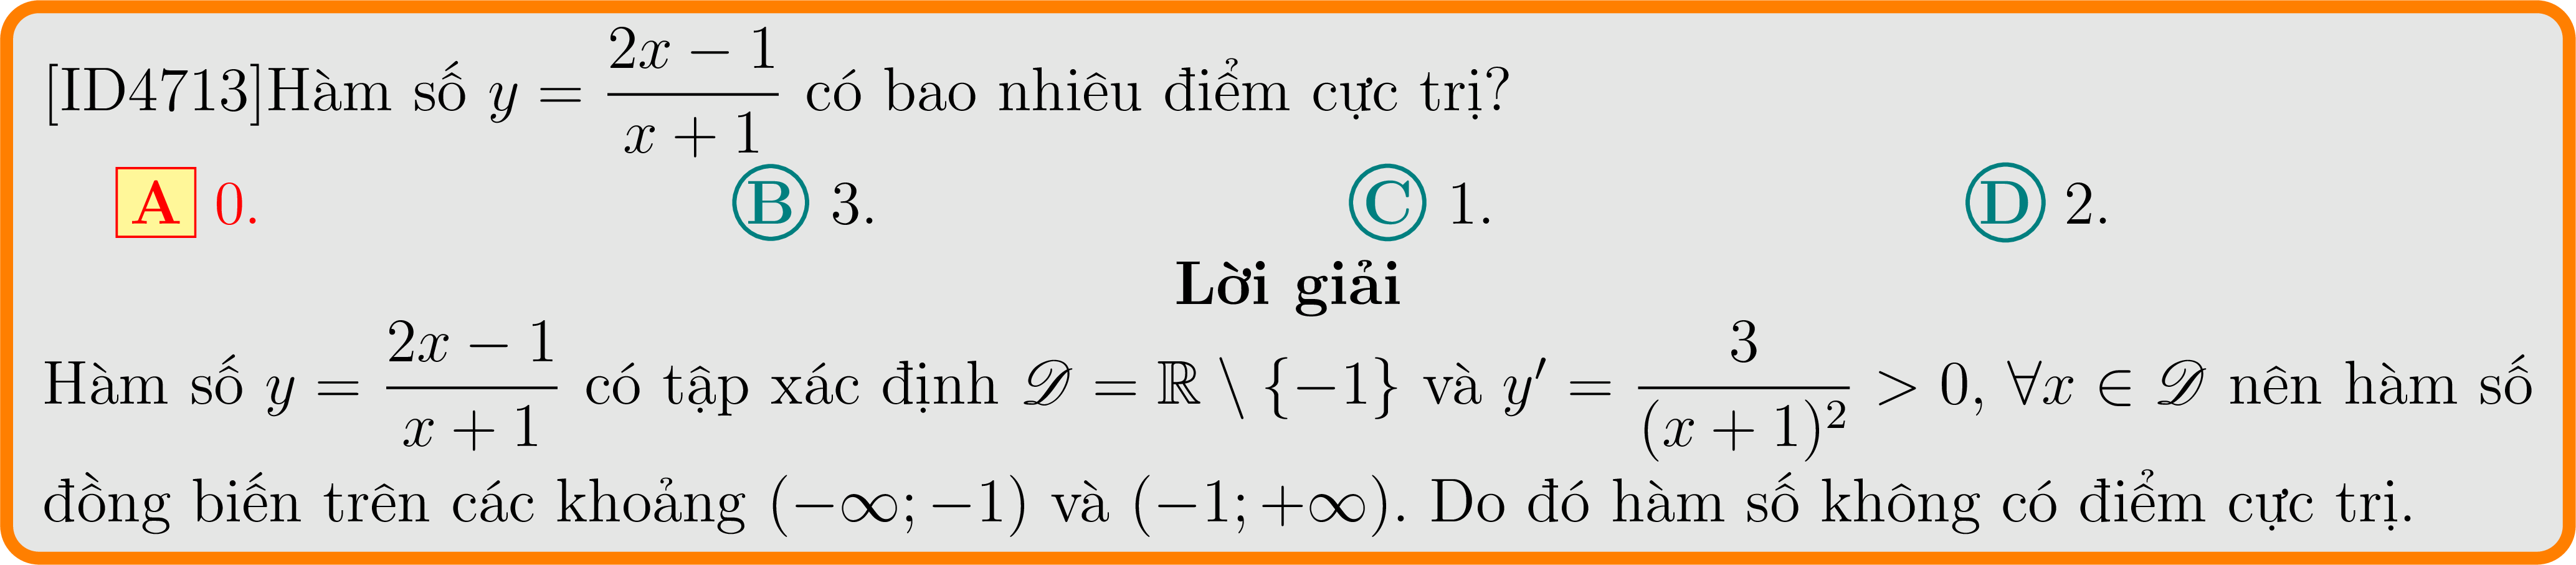 [ID4713]Hàm số $y = \dfrac{2x-1}{x+1}$ có bao nhiêu điểm cực trị?
A 0. B 3. C 1. D 2.
Lời giải
Hàm số $y = \dfrac{2x-1}{x+1}$ có tập xác định $\mathscr{D} = \mathbb{R} \setminus \{-1\}$ và $y' = \dfrac{3}{(x+1)^2} > 0, \forall x \in \mathscr{D}$ nên hàm số
đồng biến trên các khoảng $(-\infty; -1)$ và $(-1; +\infty)$. Do đó hàm số không có điểm cực trị.